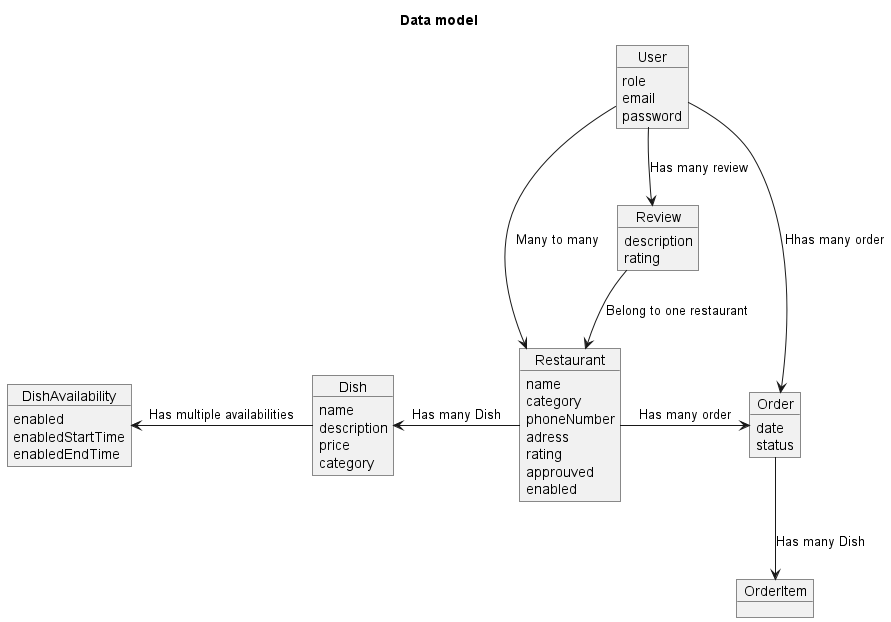 Data model
User
role
email
password
Has many review
Review
description
rating
Many to many
Hhas many order
Belong to one restaurant
Restaurant
name
category
phoneNumber
adress
rating
approuved
enabled
DishAvailability
enabled
enabledStartTime
enabledEndTime
Has multiple availabilities
Dish
name
description
price
category
Has many Dish
Has many order
Order
date
status
Has many Dish
OrderItem